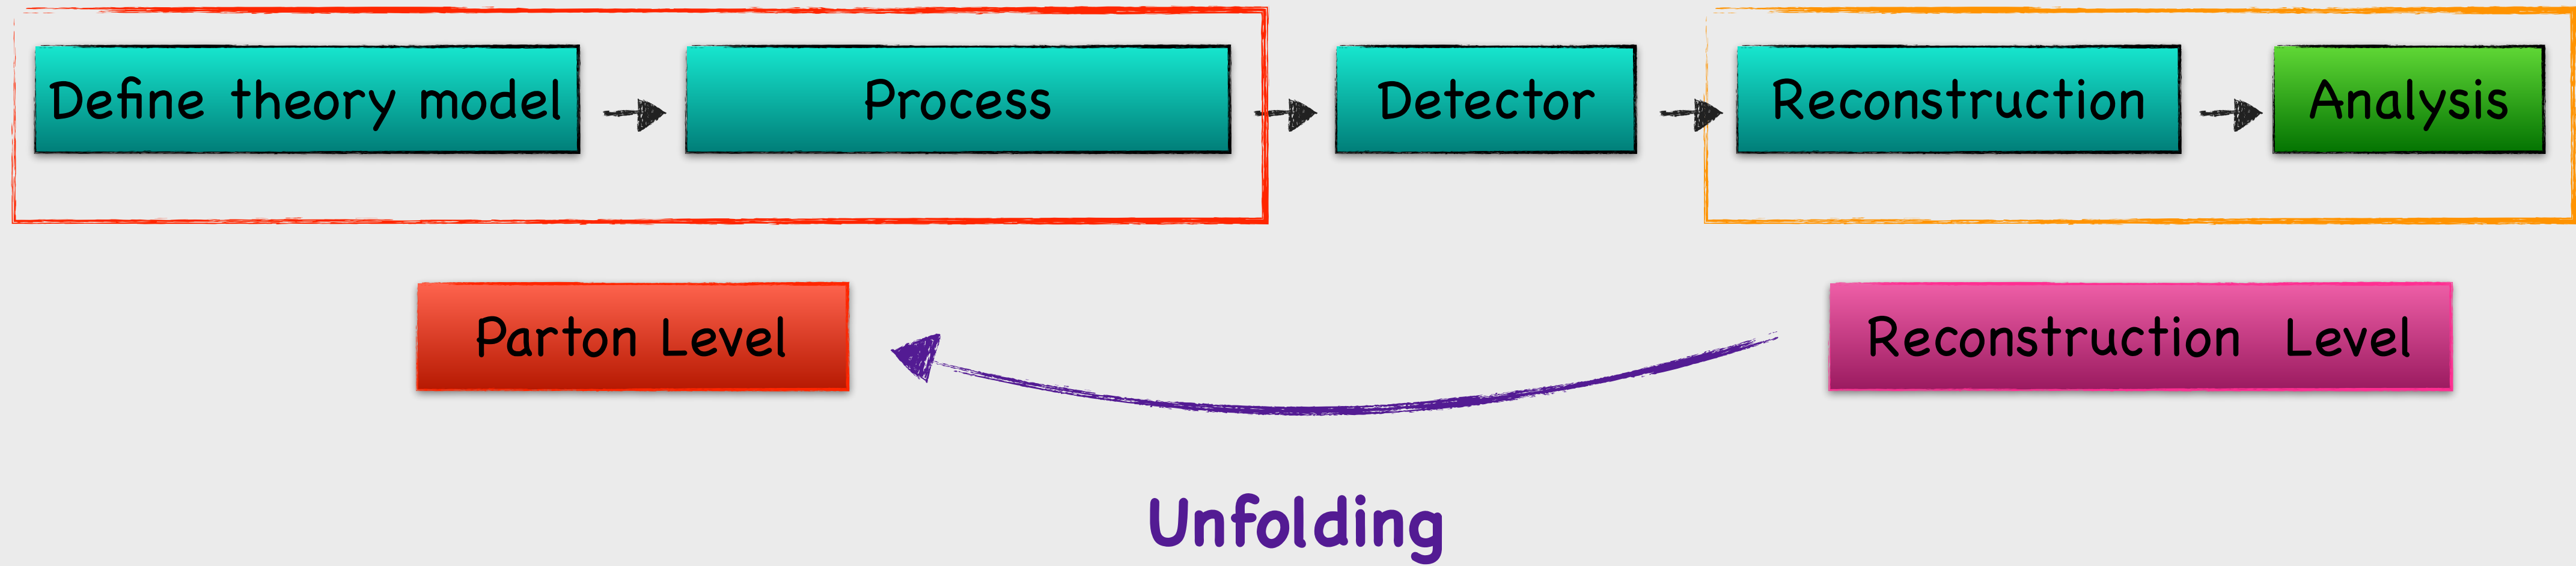 Define theory model
Process
Detector
Reconstruction
Analysis
Parton Level
Reconstruction Level
Unfolding